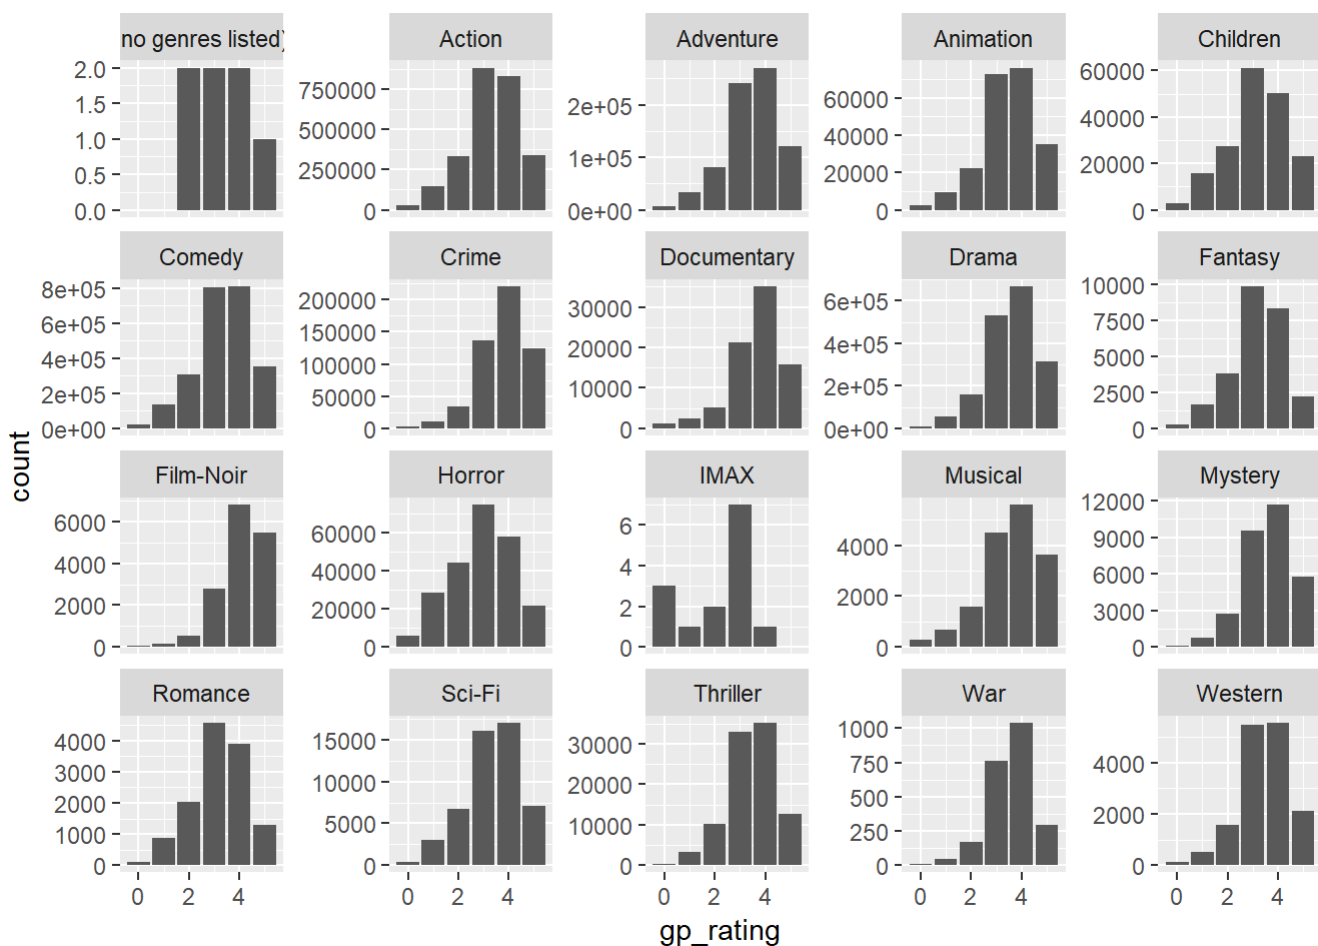 no genres listed)
Action
Adventure
Animation
Children
2.0
1.5
1.0
0.5
0.0
750000
500000
250000
0
2e+05
1e+05
0e+00
60000
40000
20000
0
60000
40000
20000
0
Comedy
Crime
Documentary
Drama
Fantasy
8e+05
6e+05
4e+05
2e+05
0e+00
200000
150000
100000
50000
0
30000
20000
10000
0
6e+05
4e+05
2e+05
0e+00
10000
7500
5000
2500
0
count
Film-Noir
Horror
IMAX
Musical
Mystery
6000
4000
2000
0
60000
40000
20000
0
6
4
2
0
4000
2000
0
12000
9000
6000
3000
0
Romance
Sci-Fi
Thriller
War
Western
4000
3000
2000
1000
0
15000
10000
5000
0
30000
20000
10000
0
1000
750
500
250
0
4000
2000
0
0 2 4
0 2 4
0 2 4
0 2 4
0 2 4
gp_rating